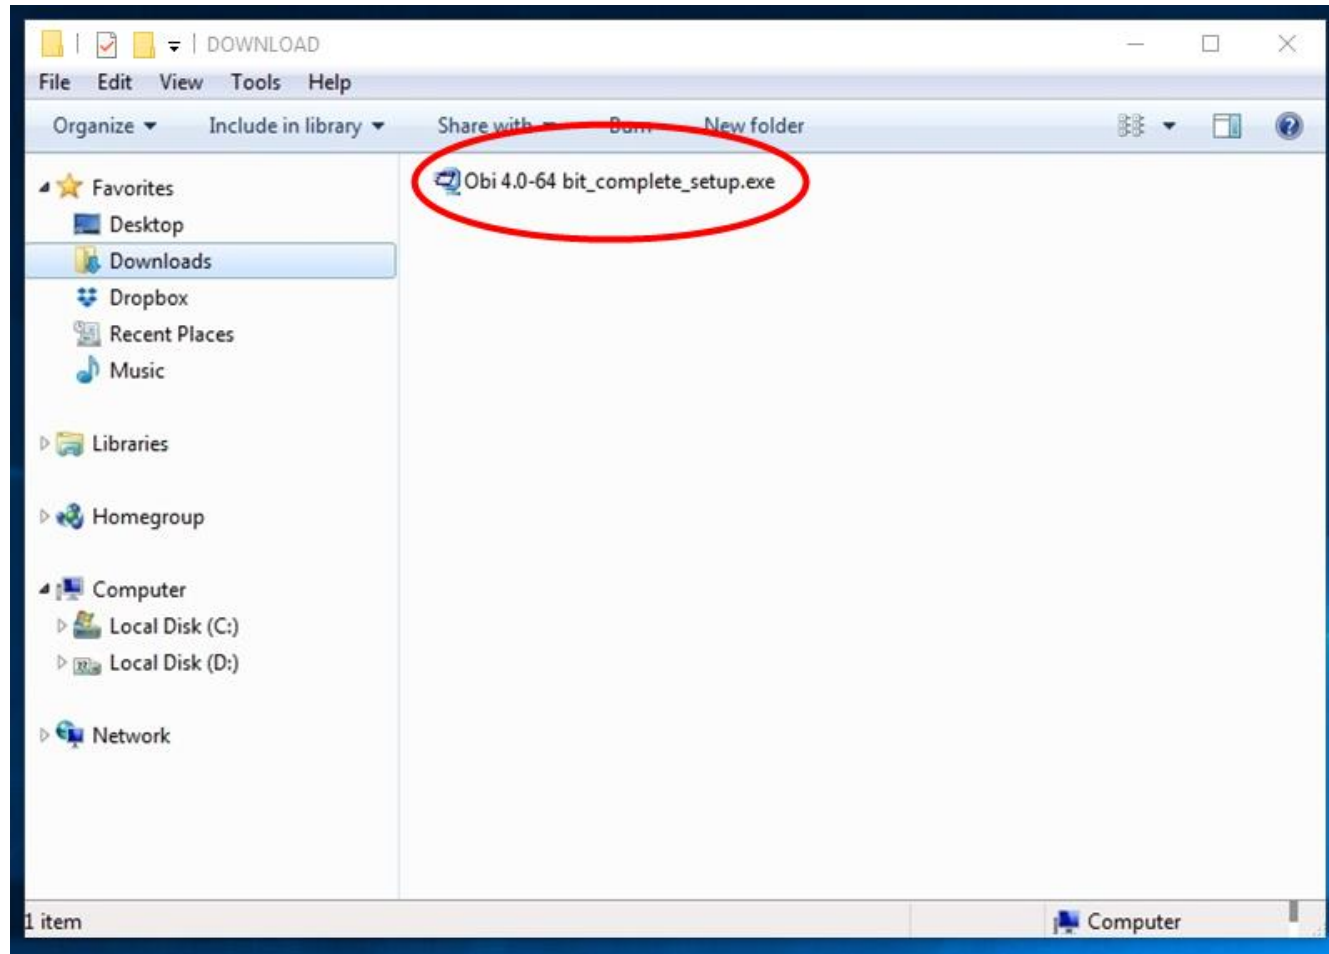 DOWNLOAD
File Edit View Tools Help
Organize Include in library Share with Burn New folder
Favorites
Desktop
Downloads
Dropbox
Recent Places
Music
Libraries
Homegroup
Computer
Local Disk (C:)
Local Disk (D:)
Network
Obi 4.0-64 bit_complete_setup.exe
1 item
Computer